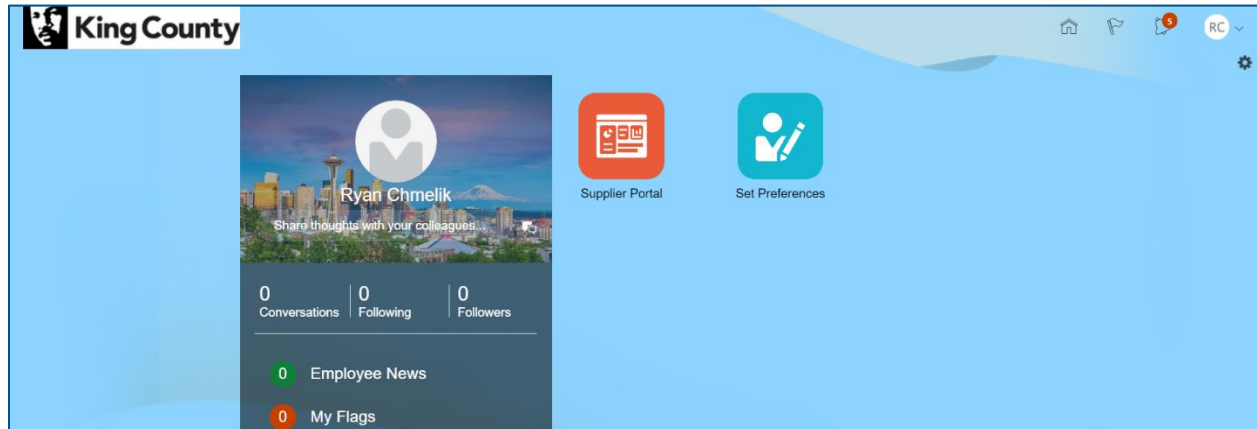 King County
5
RC
Ryan Chmelik
Share thoughts with your colleagues...
Supplier Portal
Set Preferences
0
0
0
Conversations
Following
Followers
0
Employee News
0
My Flags